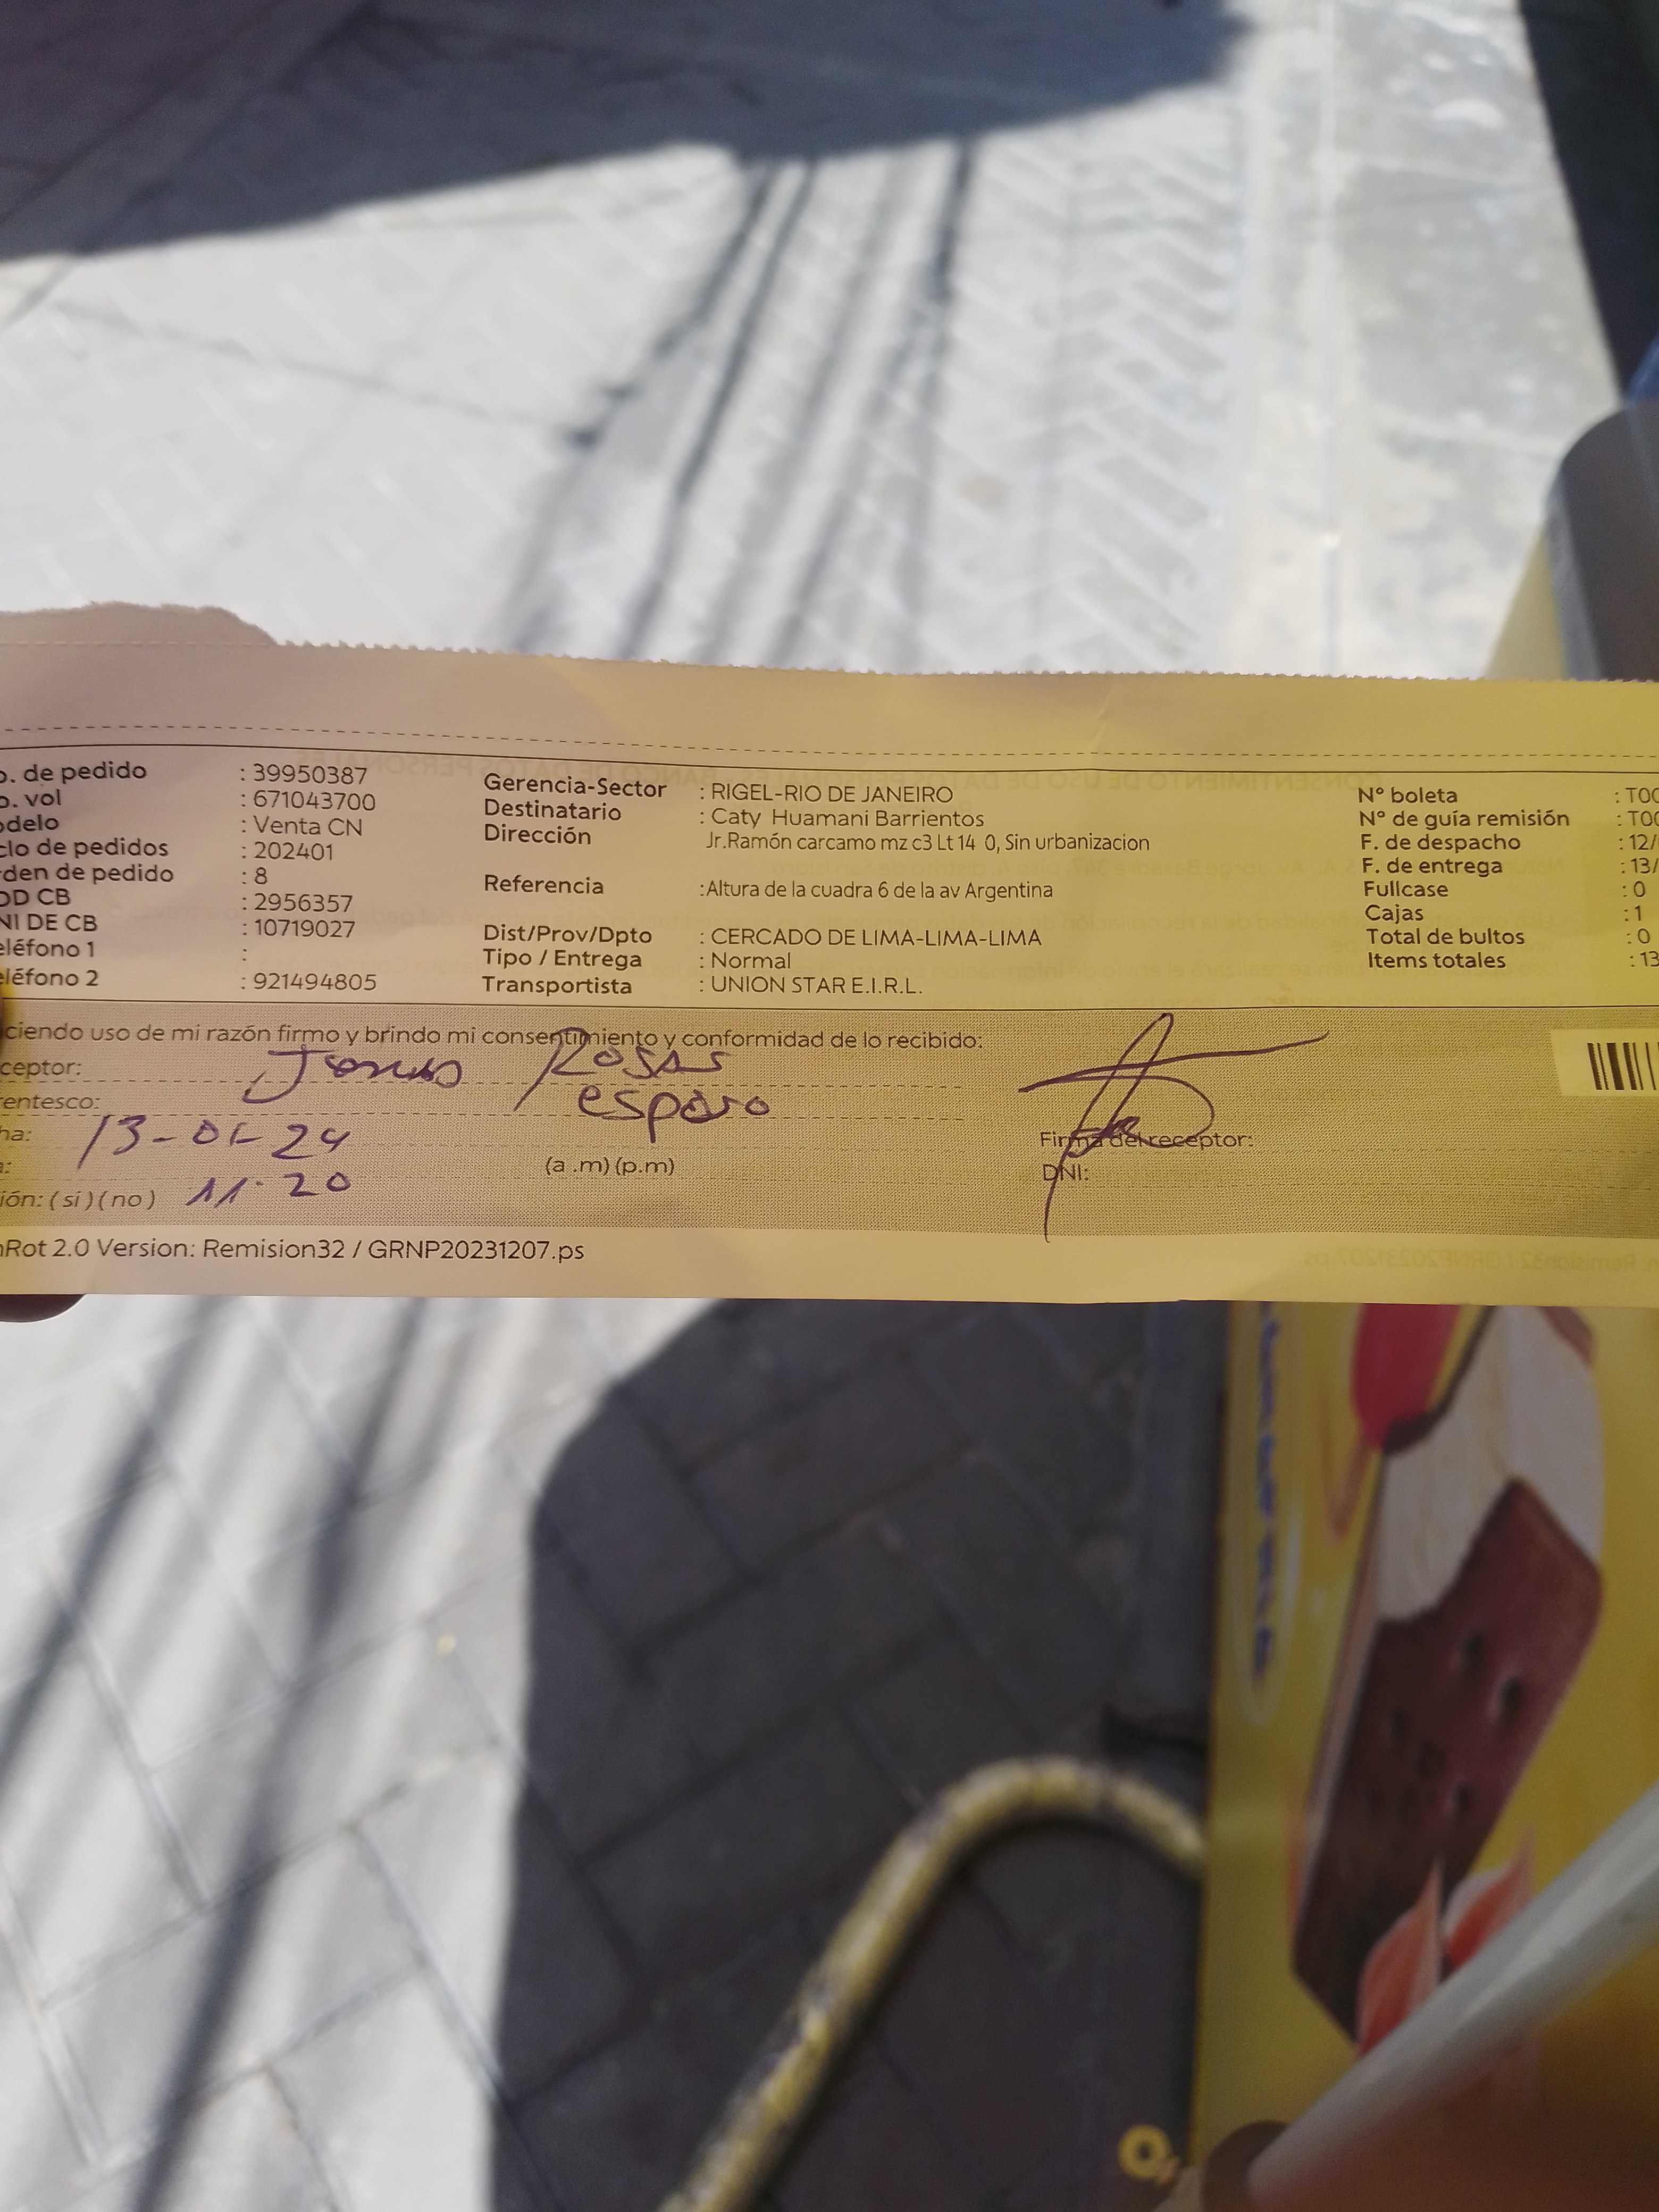 o. de pedido : 39950387
o. vol : 671043700
odelo : Venta CN
clo de pedidos : 202401
rden de pedido : 8
OD CB : 2956357
NI DE CB : 10719027
eléfono 1 :
eléfono 2 : 921494805
Gerencia-Sector : RIGEL-RIO DE JANEIRO
Destinatario : Caty Huamani Barrientos
Dirección Jr.Ramón carcamo mz c3 Lt 14 0, Sin urbanizacion
Referencia :Altura de la cuadra 6 de la av Argentina
Dist/Prov/Dpto : CERCADO DE LIMA-LIMA-LIMA
Tipo / Entrega : Normal
Transportista : UNION STAR E.I.R.L.
N° boleta : T00
N° de guía remisión : T00
F. de despacho : 12/
F. de entrega : 13/
Fullcase : 0
Cajas : 1
Total de bultos : 0
Items totales : 13
ciendo uso de mi razón firmo y brindo mi consentimiento y conformidad de lo recibido:
ceptor: Rosas
rentesco: esposo
ha: 13-01-24
a: (a .m) (p.m)
ión: ( si ) ( no ) 11:20
Firma del receptor:
DNI:
nRot 2.0 Version: Remision32 / GRNP20231207.ps